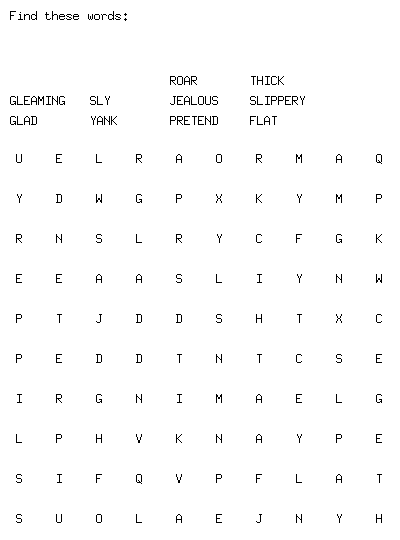 Find these words:
ROAR THICK
GLEAMING SLY JEALOUS SLIPPERY
GLAD YANK PRETEND FLAT
U E L R A O R M A Q
Y D W G P X K Y M P
R N S L R Y C F G K
E E A A S L I Y N W
P T J D D S H T X C
P E D D T N T C S E
I R G N I M A E L G
L P H V K N A Y P E
S I F Q V P F L A T
S U O L A E J N Y H